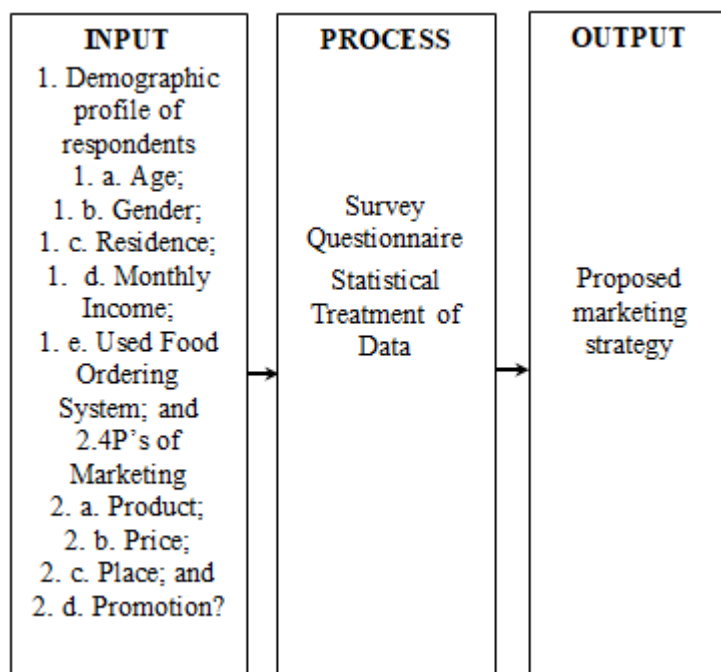 INPUT
1. Demographic
profile of
respondents
1. a. Age;
1. b. Gender;
1. c. Residence;
1. d. Monthly
Income;
1. e. Used Food
Ordering
System; and
2.4P’s of
Marketing
2. a. Product;
2. b. Price;
2. c. Place; and
2. d. Promotion?
PROCESS
Survey
Questionnaire
Statistical
Treatment of
Data
OUTPUT
Proposed
marketing
strategy